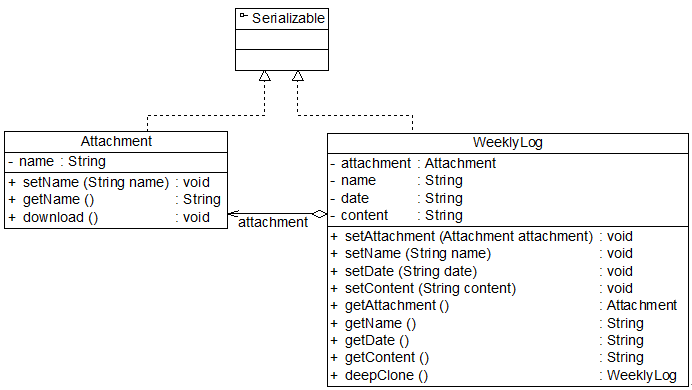 Serializable
Attachment
- name : String
+ setName (String name) : void
+ getName () : String
+ download () : void
attachment
WeeklyLog
- attachment : Attachment
- name : String
- date : String
- content : String
+ setAttachment (Attachment attachment) : void
+ setName (String name) : void
+ setDate (String date) : void
+ setContent (String content) : void
+ getAttachment () : Attachment
+ getName () : String
+ getDate () : String
+ getContent () : String
+ deepClone () : WeeklyLog